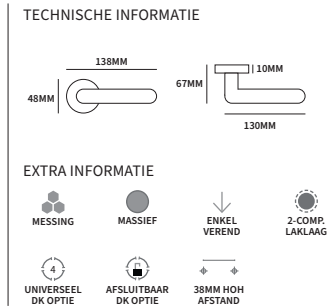 TECHNISCHE INFORMATIE
138MM
48MM
67MM
10MM
130MM
EXTRA INFORMATIE
MESSING
MASSIEF
ENKEL
VEREND
2-COMP.
LAKLAAG
4
UNIVERSEEL
DK OPTIE
AFSLUITBAAR
DK OPTIE
38MM HOH
AFSTAND